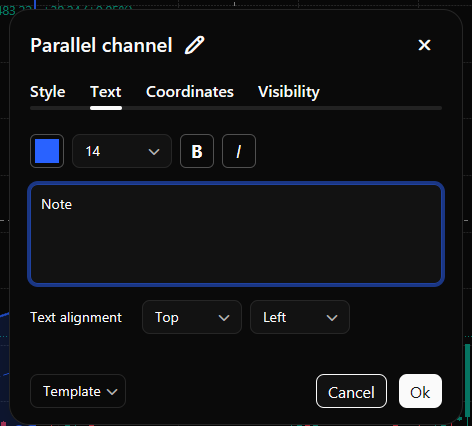 Parallel channel
Style Text Coordinates Visibility
14 B I
Note
Text alignment Top Left
Template Cancel Ok